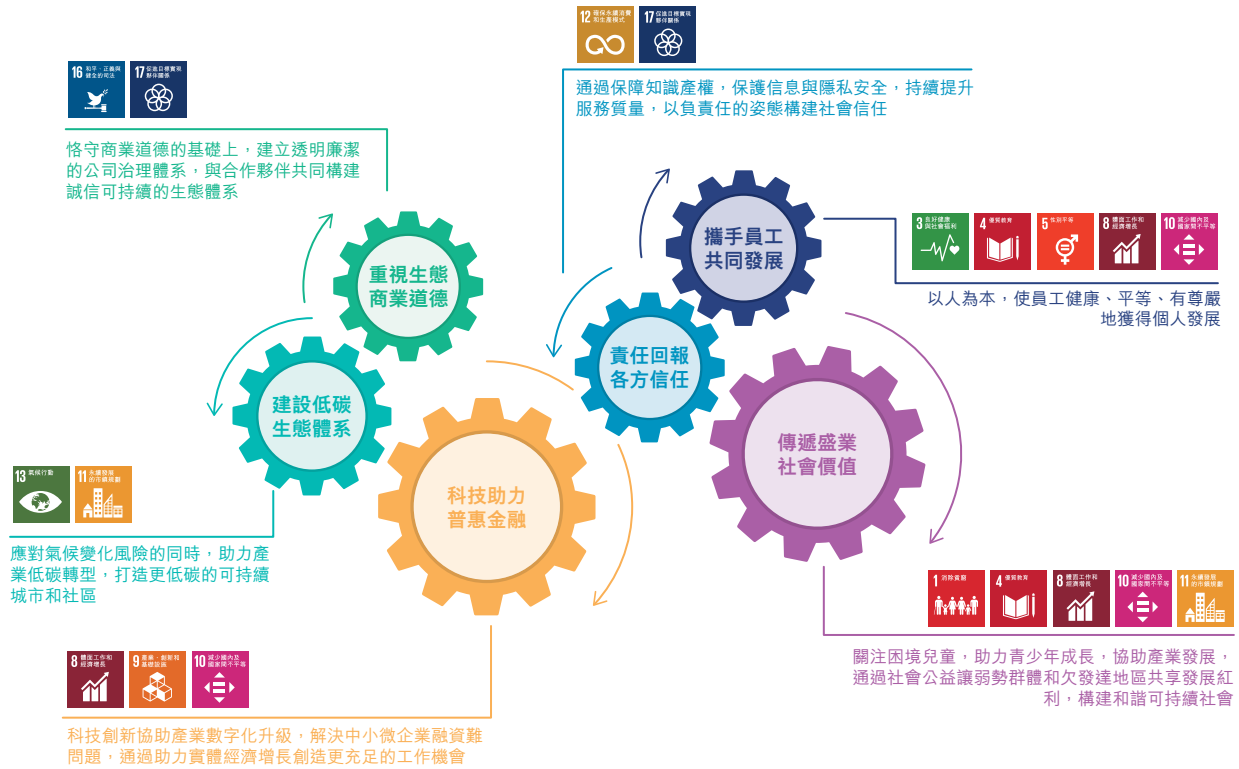 12 確保永續消費
和生產模式
17 促進目標實現
夥伴關係
通過保障知識產權，保護信息與隱私安全，持續提升
服務質量，以負責任的姿態構建社會信任
16 和平、正義與
健全的司法
17 促進目標實現
夥伴關係
恪守商業道德的基礎上，建立透明廉潔
的公司治理體系，與合作夥伴共同構建
誠信可持續的生態體系
重視生態
商業道德
攜手員工
共同發展
3 良好健康
與社會福利
4 優質教育
5 性別平等
8 體面工作和
經濟增長
10 減少國內及
國家間不平等
以人為本，使員工健康、平等、有尊嚴
地獲得個人發展
責任回報
各方信任
建設低碳
生態體系
傳遞盛業
社會價值
科技助力
普惠金融
13 氣候行動
11 永續發展
的市鎮規劃
應對氣候變化風險的同時，助力產
業低碳轉型，打造更低碳的可持續
城市和社區
1 消除貧窮
4 優質教育
8 體面工作和
經濟增長
10 減少國內及
國家間不平等
11 永續發展
的市鎮規劃
關注困境兒童，助力青少年成長，協助產業發展，
通過社會公益讓弱勢群體和欠發達地區共享發展紅
利，構建和諧可持續社會
8 體面工作和
經濟增長
9 產業、創新和
基礎設施
10 減少國內及
國家間不平等
科技創新協助產業數字化升級，解決中小微企業融資難
問題，通過助力實體經濟增長創造更充足的工作機會